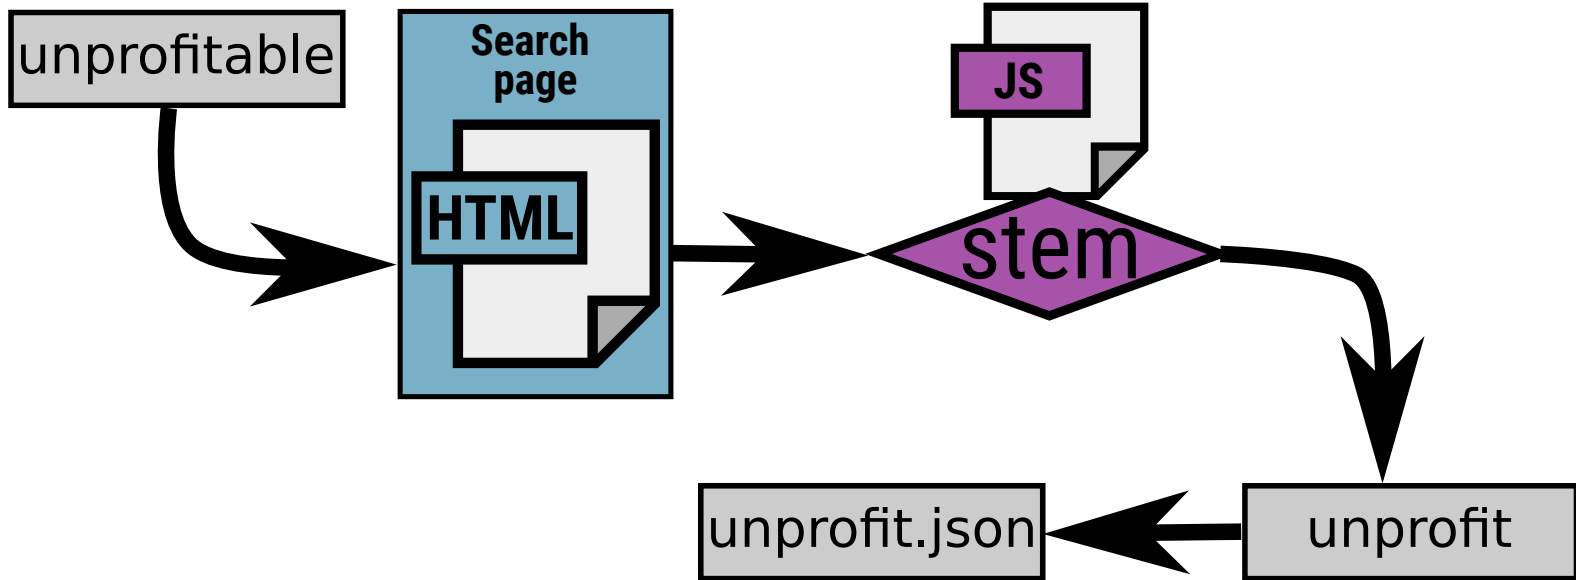 unprofitable
Search
page
HTML
JS
stem
unprofit
unprofit.json